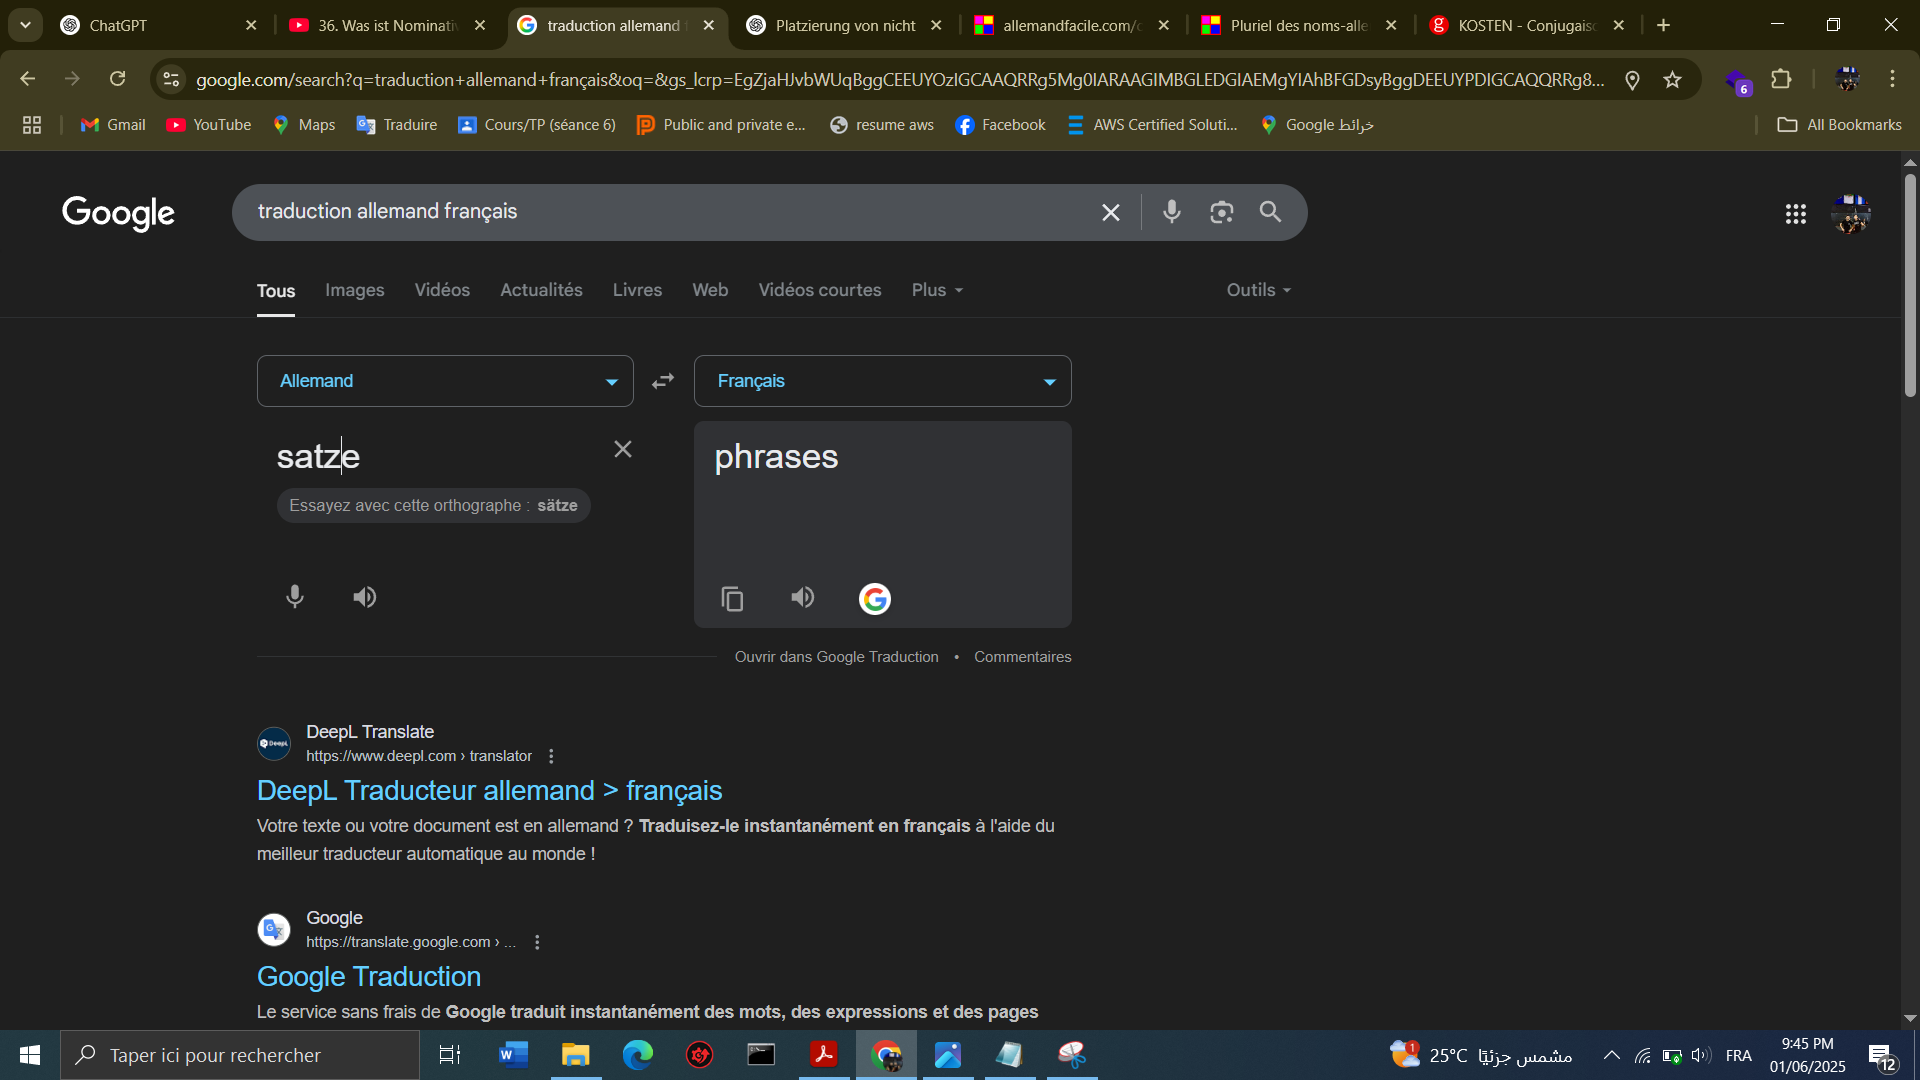 ChatGPT
36. Was ist Nominativ
traduction allemand f
Platzierung von nicht
allemandfacile.com/c
Pluriel des noms-alle
KOSTEN - Conjugaiso
google.com/search?q=traduction+allemand+français&oq=&gs_lcrp=EgZjaHJvbWUqBggCEEUYOzIGCAAQRRg5Mg0IARAAGIMBGLEDGIAEMgYIAhBFGDsyBggDEEUYPDIGCAQQRRg8...
6
Gmail
YouTube
Maps
Traduire
Cours/TP (séance 6)
Public and private e...
resume aws
Facebook
AWS Certified Soluti...
خرائط Google
All Bookmarks
Google
traduction allemand français
Tous
Images
Vidéos
Actualités
Livres
Web
Vidéos courtes
Plus
Outils
Allemand
Français
satze
phrases
Essayez avec cette orthographe : sätze
Ouvrir dans Google Traduction • Commentaires
DeepL
DeepL Translate
https://www.deepl.com › translator
DeepL Traducteur allemand > français
Votre texte ou votre document est en allemand ? Traduisez-le instantanément en français à l'aide du
meilleur traducteur automatique au monde !
Google
https://translate.google.com › ...
Google Traduction
Le service sans frais de Google traduit instantanément des mots, des expressions et des pages
Taper ici pour rechercher
1
25°C مشمس جزئيًا
FRA
9:45 PM
01/06/2025
12